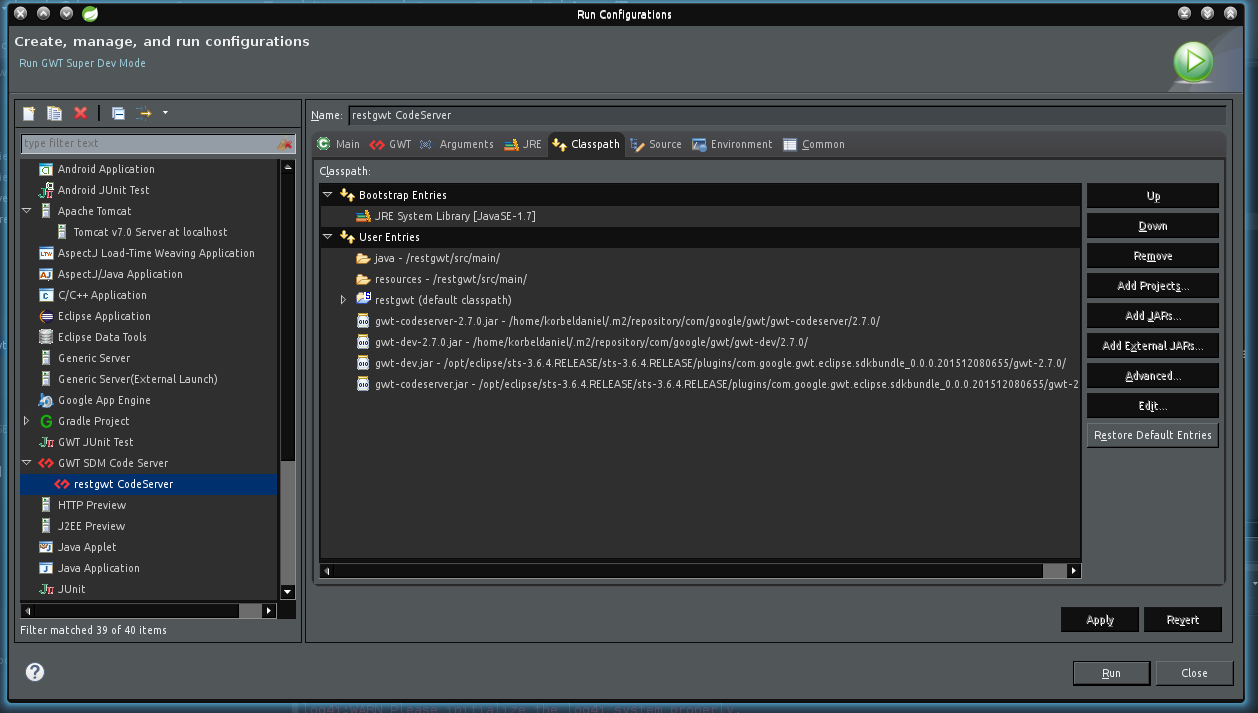 Run Configurations
Create, manage, and run configurations
Run GWT Super Dev Mode
type filter text
Android Application
Android JUnit Test
Apache Tomcat
Tomcat v7.0 Server at localhost
AspectJ Load-Time Weaving Application
AspectJ/Java Application
C/C++ Application
Eclipse Application
Eclipse Data Tools
Generic Server
Generic Server(External Launch)
Google App Engine
Gradle Project
GWT JUnit Test
GWT SDM Code Server
restgwt CodeServer
HTTP Preview
J2EE Preview
Java Applet
Java Application
JUnit
Filter matched 39 of 40 items
Name: restgwt CodeServer
Main GWT Arguments JRE Classpath Source Environment Common
Classpath:
Bootstrap Entries
JRE System Library [JavaSE-1.7]
User Entries
java - /restgwt/src/main/
resources - /restgwt/src/main/
restgwt (default classpath)
gwt-codeserver-2.7.0.jar - /home/korbeldaniel/.m2/repository/com/google/gwt/gwt-codeserver/2.7.0/
gwt-dev-2.7.0.jar - /home/korbeldaniel/.m2/repository/com/google/gwt/gwt-dev/2.7.0/
gwt-dev.jar - /opt/eclipse/sts-3.6.4.RELEASE/sts-3.6.4.RELEASE/plugins/com.google.gwt.eclipse.sdkbundle_0.0.0.201512080655/gwt-2.7.0/
gwt-codeserver.jar - /opt/eclipse/sts-3.6.4.RELEASE/sts-3.6.4.RELEASE/plugins/com.google.gwt.eclipse.sdkbundle_0.0.0.201512080655/gwt-2
Up
Down
Remove
Add Projects...
Add JARs...
Add External JARs...
Advanced...
Edit...
Restore Default Entries
Apply Revert
Run Close